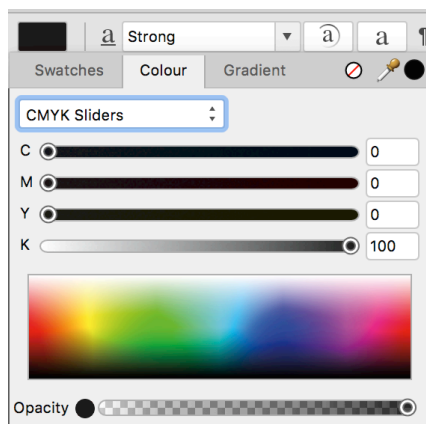 a Strong a a ¶
Swatches Colour Gradient
CMYK Sliders
C 0
M 0
Y 0
K 100
Opacity